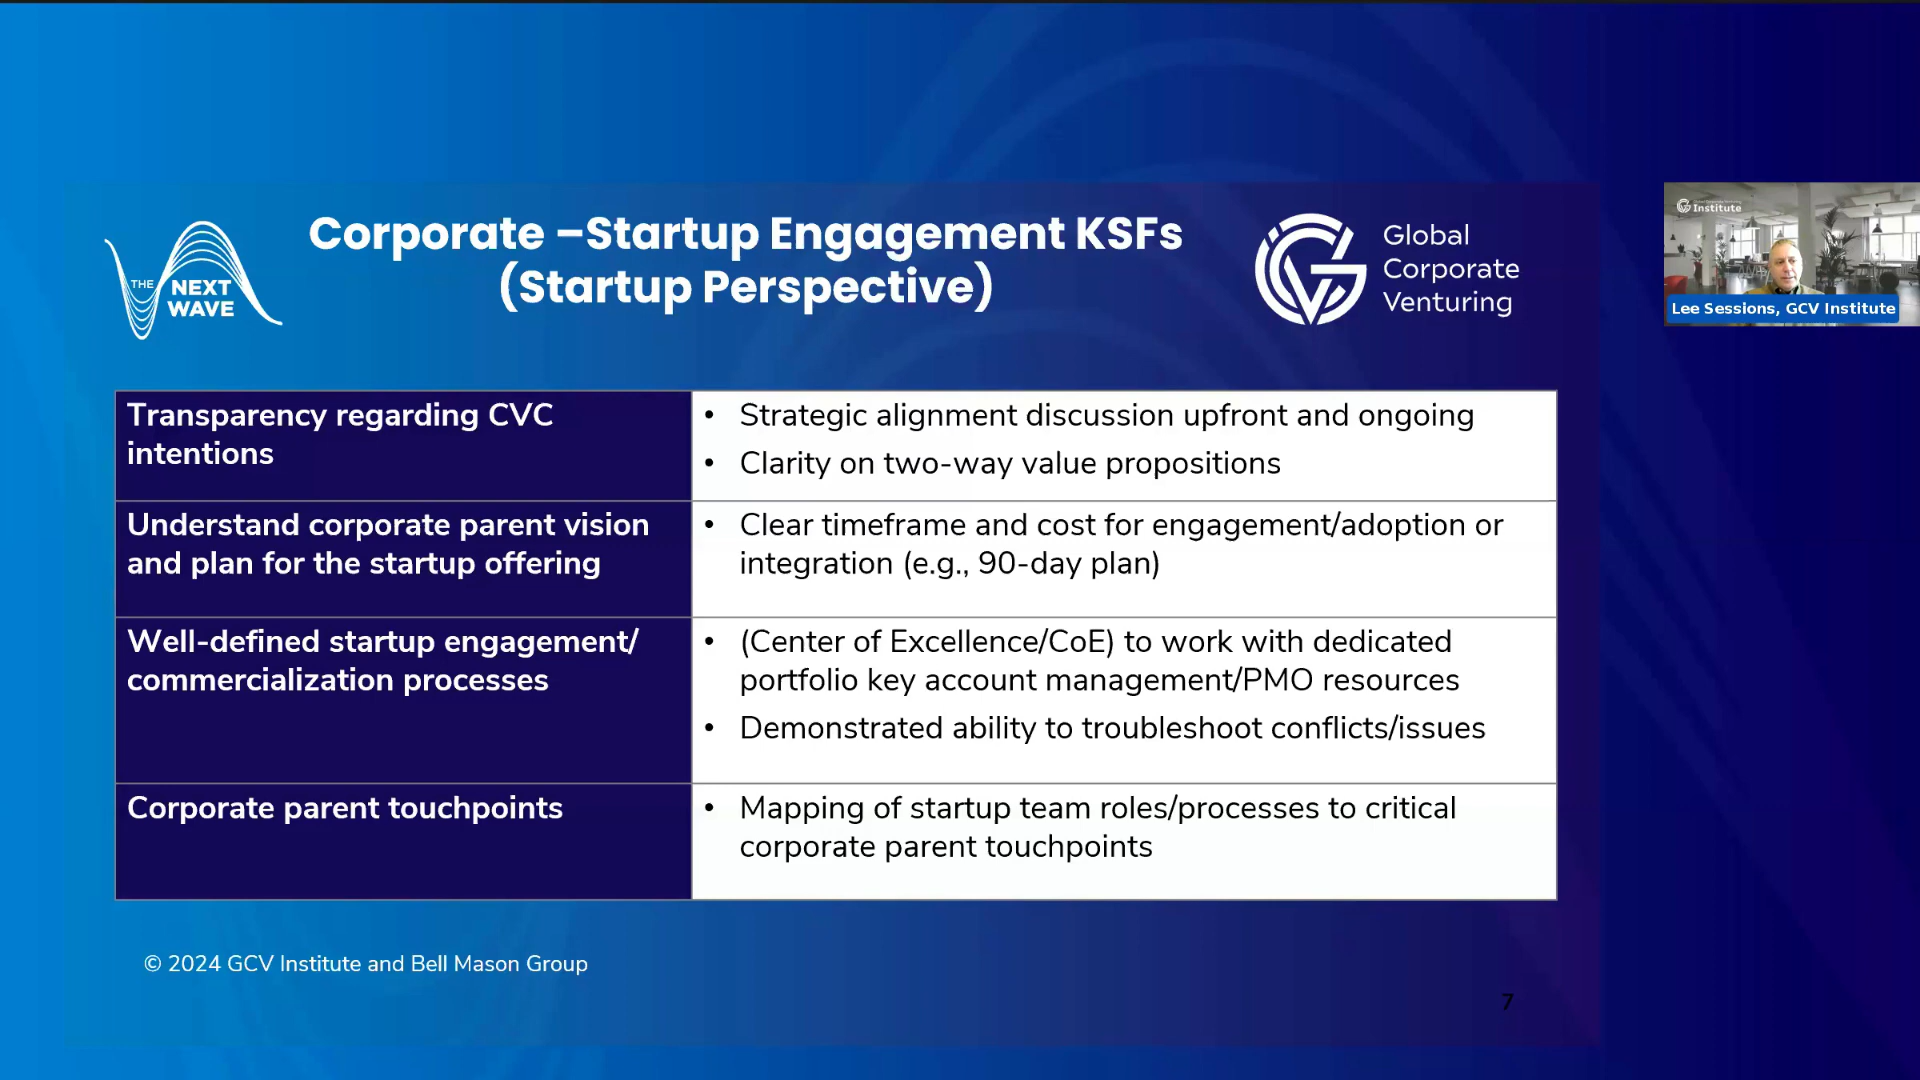 THE NEXT
WAVE
Corporate –Startup Engagement KSFs
(Startup Perspective)
Global
Corporate
Venturing
Institute
Lee Sessions, GCV Institute
Transparency regarding CVC
intentions
• Strategic alignment discussion upfront and ongoing
• Clarity on two-way value propositions
Understand corporate parent vision
and plan for the startup offering
• Clear timeframe and cost for engagement/adoption or
integration (e.g., 90-day plan)
Well-defined startup engagement/
commercialization processes
• (Center of Excellence/CoE) to work with dedicated
portfolio key account management/PMO resources
• Demonstrated ability to troubleshoot conflicts/issues
Corporate parent touchpoints
• Mapping of startup team roles/processes to critical
corporate parent touchpoints
© 2024 GCV Institute and Bell Mason Group
7